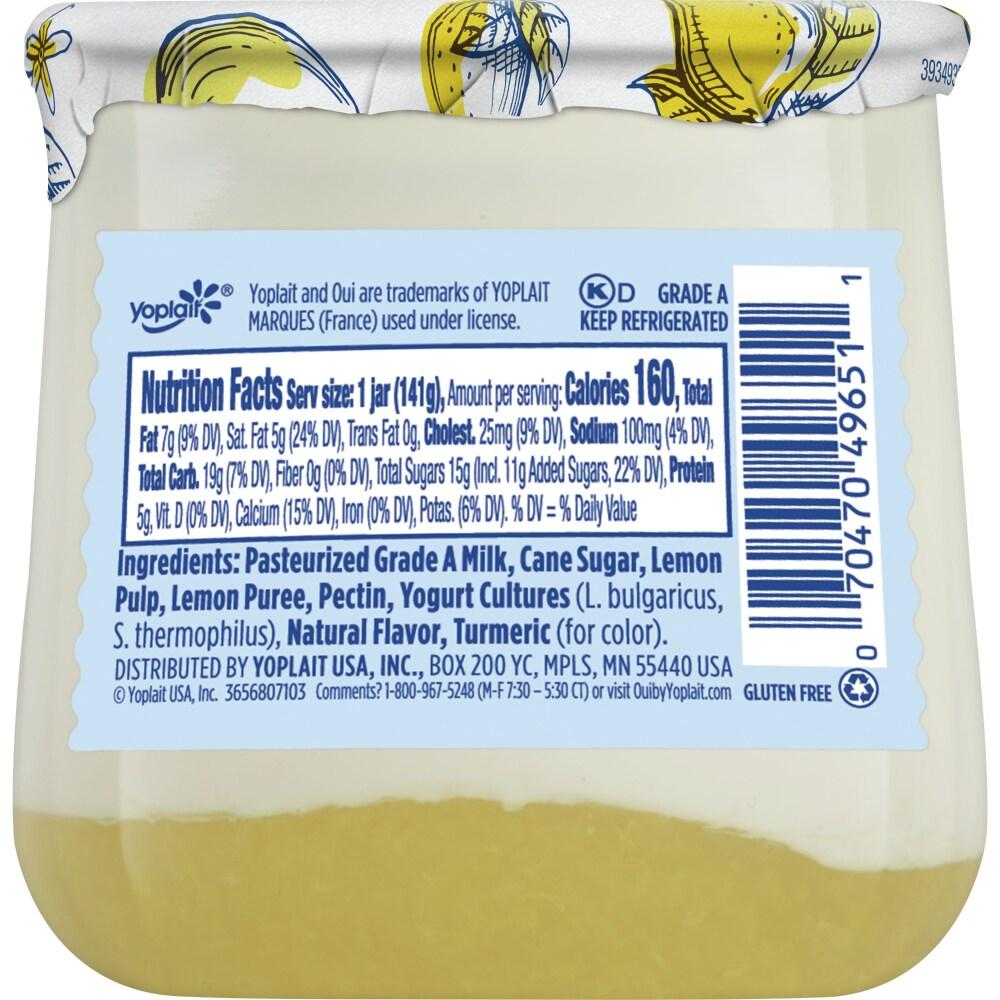 39349
Yoplait®
Yoplait and Oui are trademarks of YOPLAIT
MARQUES (France) used under license.
K D GRADE A
KEEP REFRIGERATED
Nutrition Facts Serv size: 1 jar (141g), Amount per serving: Calories 160, Total
Fat 7g (9% DV), Sat. Fat 5g (24% DV), Trans Fat 0g, Cholest. 25mg (9% DV), Sodium 100mg (4% DV),
Total Carb. 19g (7% DV), Fiber 0g (0% DV), Total Sugars 15g (Incl. 11g Added Sugars, 22% DV), Protein
5g, Vit. D (0% DV), Calcium (15% DV), Iron (0% DV), Potas. (6% DV). % DV = % Daily Value
Ingredients: Pasteurized Grade A Milk, Cane Sugar, Lemon
Pulp, Lemon Puree, Pectin, Yogurt Cultures (L. bulgaricus,
S. thermophilus), Natural Flavor, Turmeric (for color).
DISTRIBUTED BY YOPLAIT USA, INC., BOX 200 YC, MPLS, MN 55440 USA
© Yoplait USA, Inc. 3656807103 Comments? 1-800-967-5248 (M-F 7:30 – 5:30 CT) or visit OuibyYoplait.com
GLUTEN FREE
0 70470 49651 1